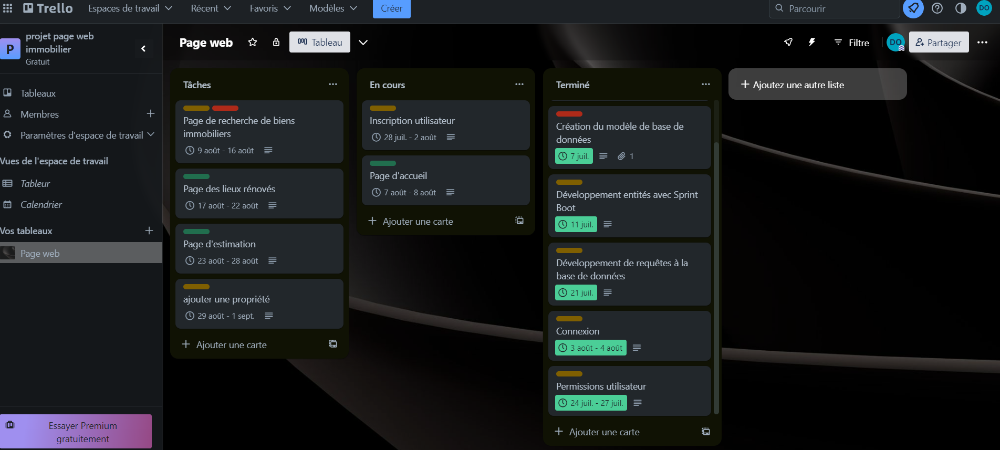 Trello
Espaces de travail
Récent
Favoris
Modèles
Créer
Parcourir
DO
P
projet page web
immobilier
Gratuit
Page web
Tableau
Filtre
DO
Partager
Tableaux
Membres
Paramètres d'espace de travail
Vues de l'espace de travail
Tableur
Calendrier
Vos tableaux
Page web
Essayer Premium
gratuitement
Tâches
Page de recherche de biens
immobiliers
9 août - 16 août
Page des lieux rénovés
17 août - 22 août
Page d'estimation
23 août - 28 août
ajouter une propriété
29 août - 1 sept.
Ajouter une carte
En cours
Inscription utilisateur
28 juil. - 2 août
Page d'accueil
7 août - 8 août
Ajouter une carte
Terminé
Création du modèle de base de
données
7 juil.
1
Développement entités avec Sprint
Boot
11 juil.
Développement de requêtes à la
base de données
21 juil.
Connexion
3 août - 4 août
Permissions utilisateur
24 juil. - 27 juil.
Ajouter une carte
Ajoutez une autre liste